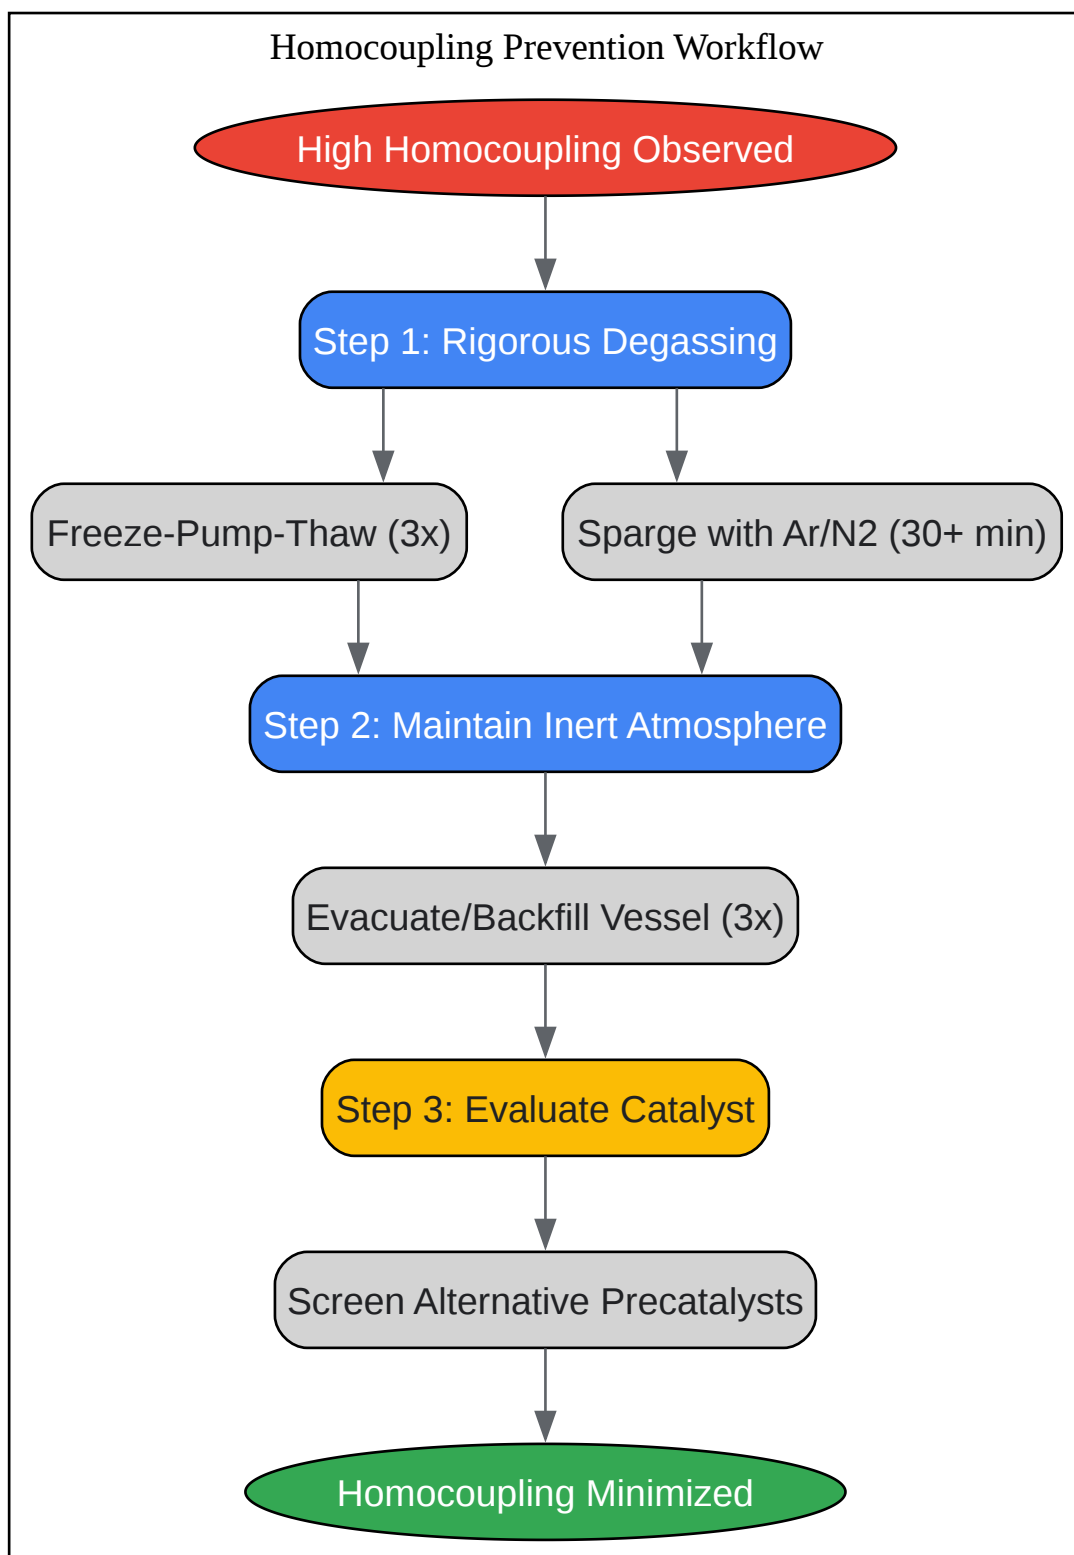 Homocoupling Prevention Workflow
High Homocoupling Observed
Step 1: Rigorous Degassing
Freeze-Pump-Thaw (3x)
Sparge with Ar/N2 (30+ min)
Step 2: Maintain Inert Atmosphere
Evacuate/Backfill Vessel (3x)
Step 3: Evaluate Catalyst
Screen Alternative Precatalysts
Homocoupling Minimized